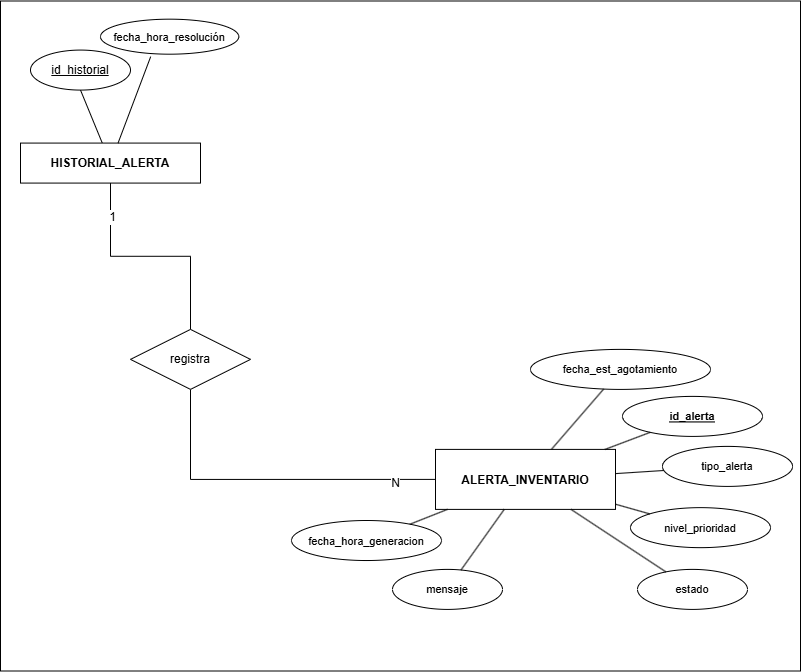 fecha_hora_resolución
id_historial
HISTORIAL_ALERTA
1
registra
fecha_est_agotamiento
id_alerta
tipo_alerta
ALERTA_INVENTARIO
N
nivel_prioridad
fecha_hora_generacion
mensaje
estado